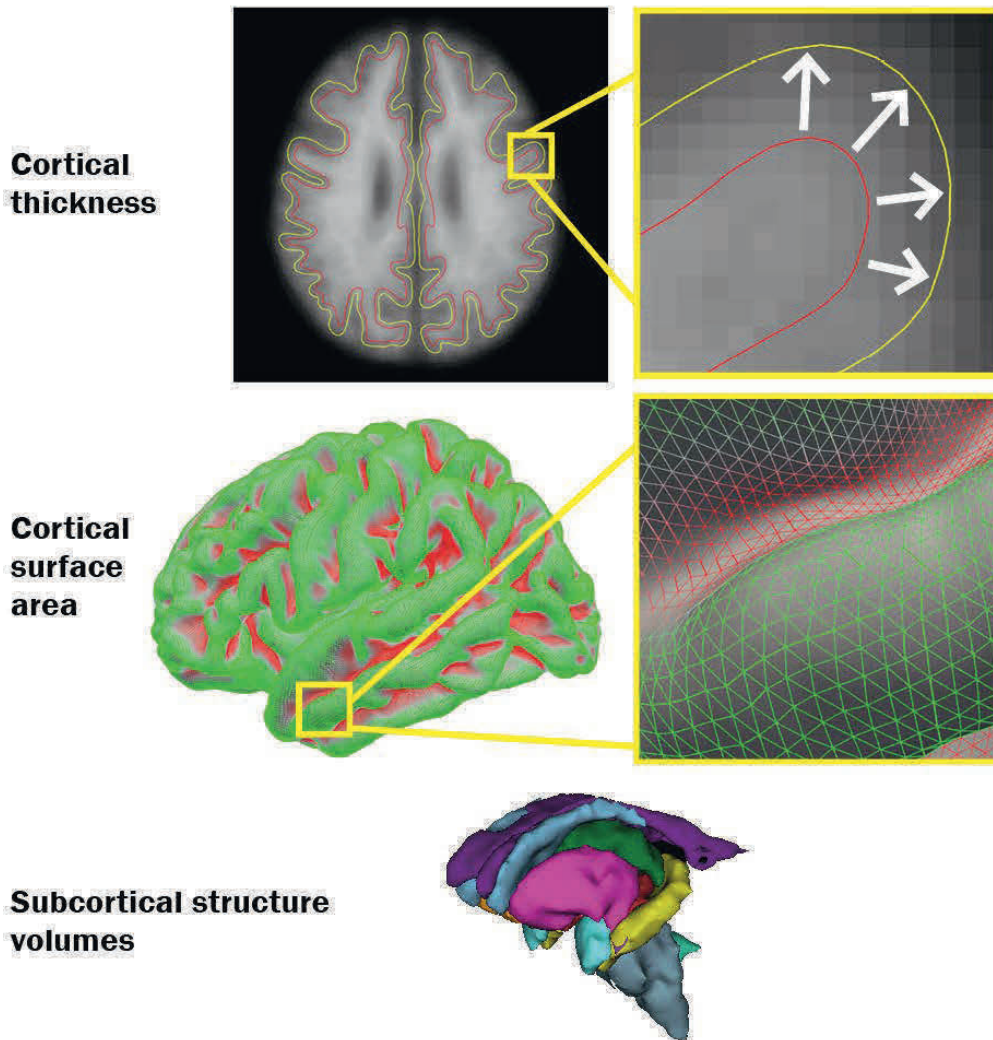 Cortical
thickness
Cortical
surface
area
Subcortical structure
volumes